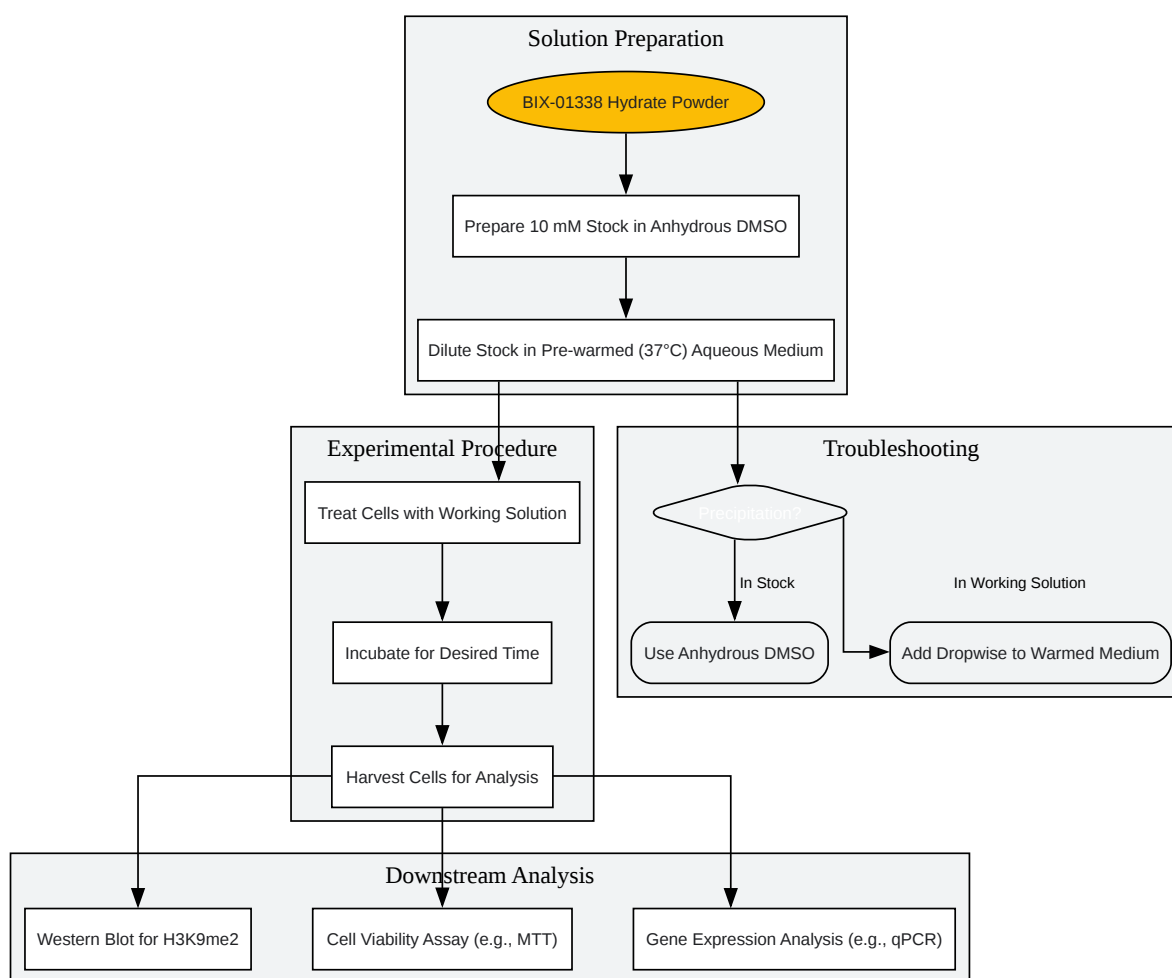 Solution Preparation
BIX-01338 Hydrate Powder
Prepare 10 mM Stock in Anhydrous DMSO
Dilute Stock in Pre-warmed (37°C) Aqueous Medium
Experimental Procedure
Treat Cells with Working Solution
Incubate for Desired Time
Harvest Cells for Analysis
Troubleshooting
Precipitation?
In Stock
In Working Solution
Use Anhydrous DMSO
Add Dropwise to Warmed Medium
Downstream Analysis
Western Blot for H3K9me2
Cell Viability Assay (e.g., MTT)
Gene Expression Analysis (e.g., qPCR)